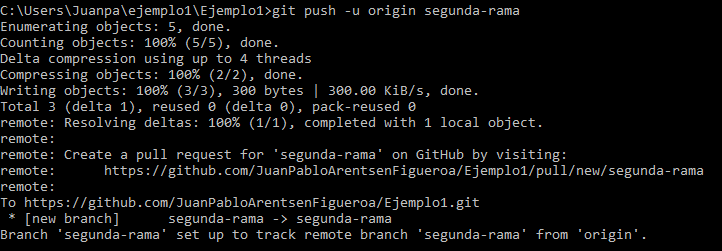 C:\Users\Juanpa\ejemplo1\Ejemplo1>git push -u origin segunda-rama
Enumerating objects: 5, done.
Counting objects: 100% (5/5), done.
Delta compression using up to 4 threads
Compressing objects: 100% (2/2), done.
Writing objects: 100% (3/3), 300 bytes | 300.00 KiB/s, done.
Total 3 (delta 1), reused 0 (delta 0), pack-reused 0
remote: Resolving deltas: 100% (1/1), completed with 1 local object.
remote:
remote: Create a pull request for 'segunda-rama' on GitHub by visiting:
remote:      https://github.com/JuanPabloArentsenFigueroa/Ejemplo1/pull/new/segunda-rama
remote:
To https://github.com/JuanPabloArentsenFigueroa/Ejemplo1.git
 * [new branch]      segunda-rama -> segunda-rama
Branch 'segunda-rama' set up to track remote branch 'segunda-rama' from 'origin'.